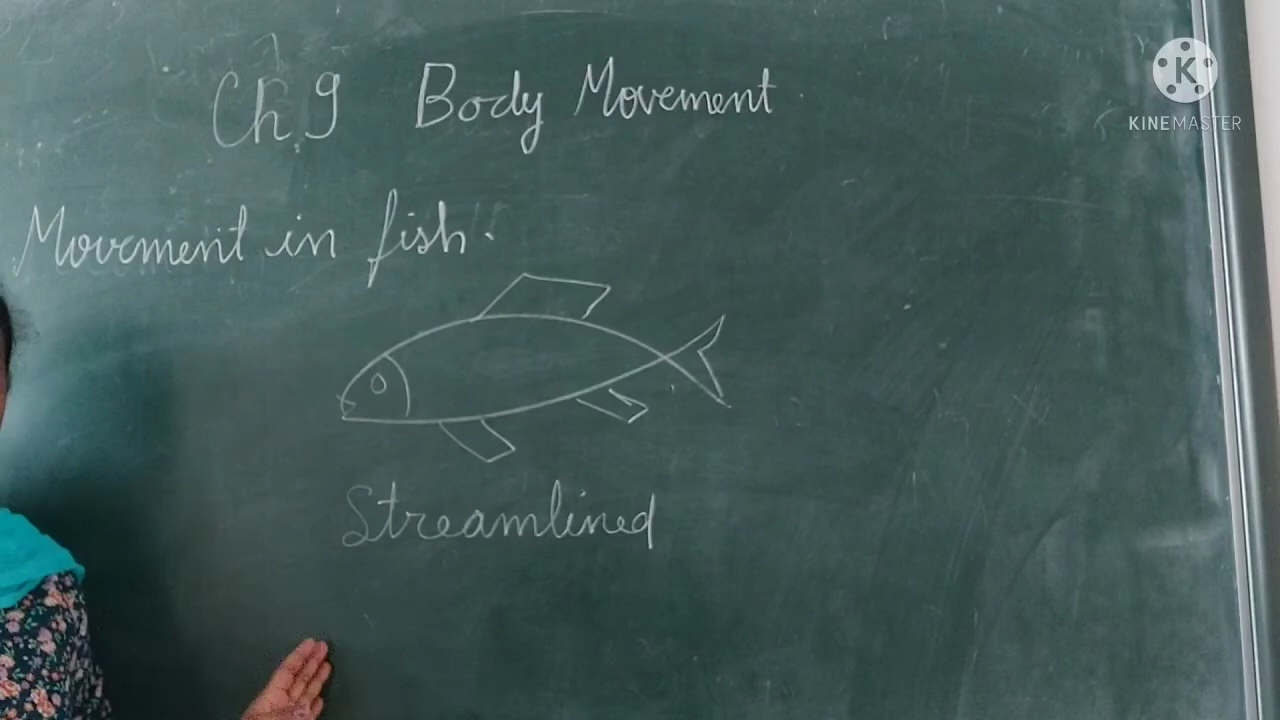 Ch. 9 Body Movement
K
KINEMASTER
Movement in fish.
Streamlined